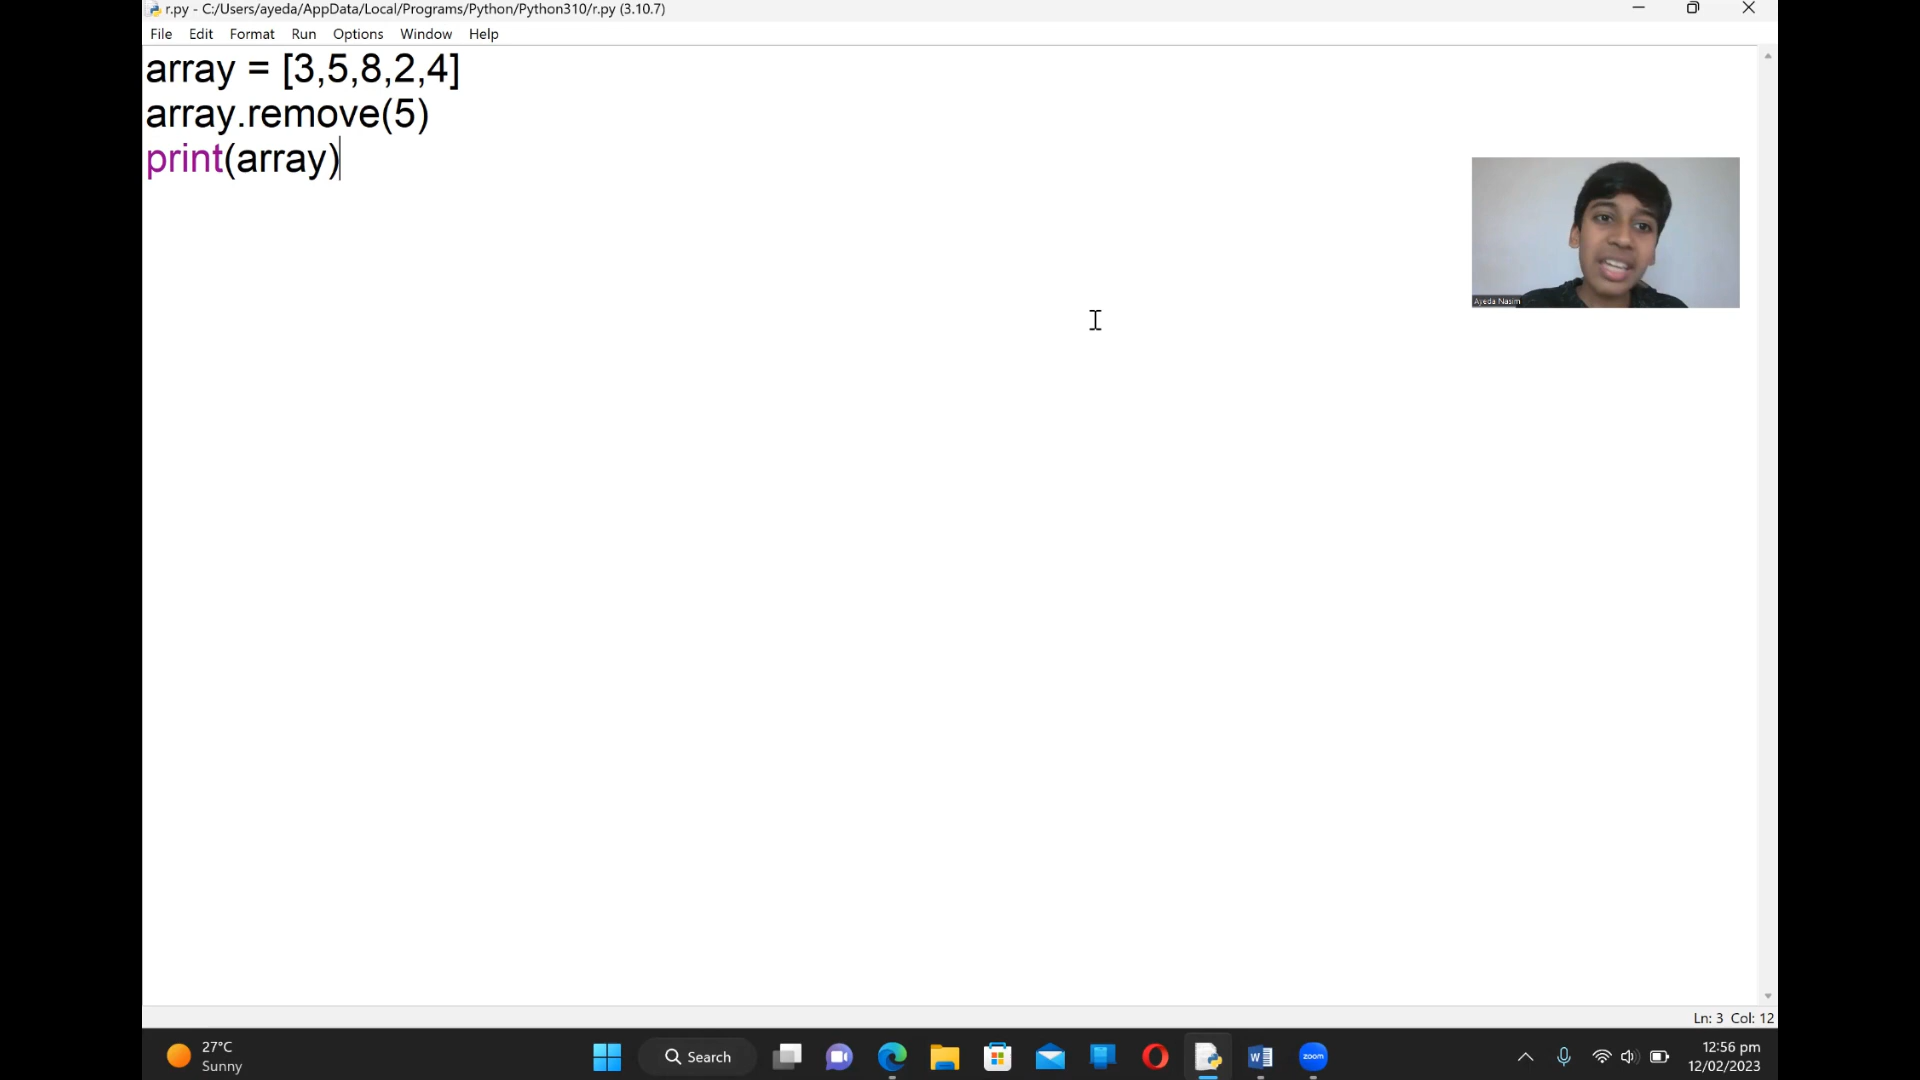 r.py - C:/Users/ayeda/AppData/Local/Programs/Python/Python310/r.py (3.10.7)
File Edit Format Run Options Window Help
array = [3,5,8,2,4]
array.remove(5)
print(array)
Ayeda Nasim
Ln: 3 Col: 12
27°C
Sunny
Search
zoom
12:56 pm
12/02/2023